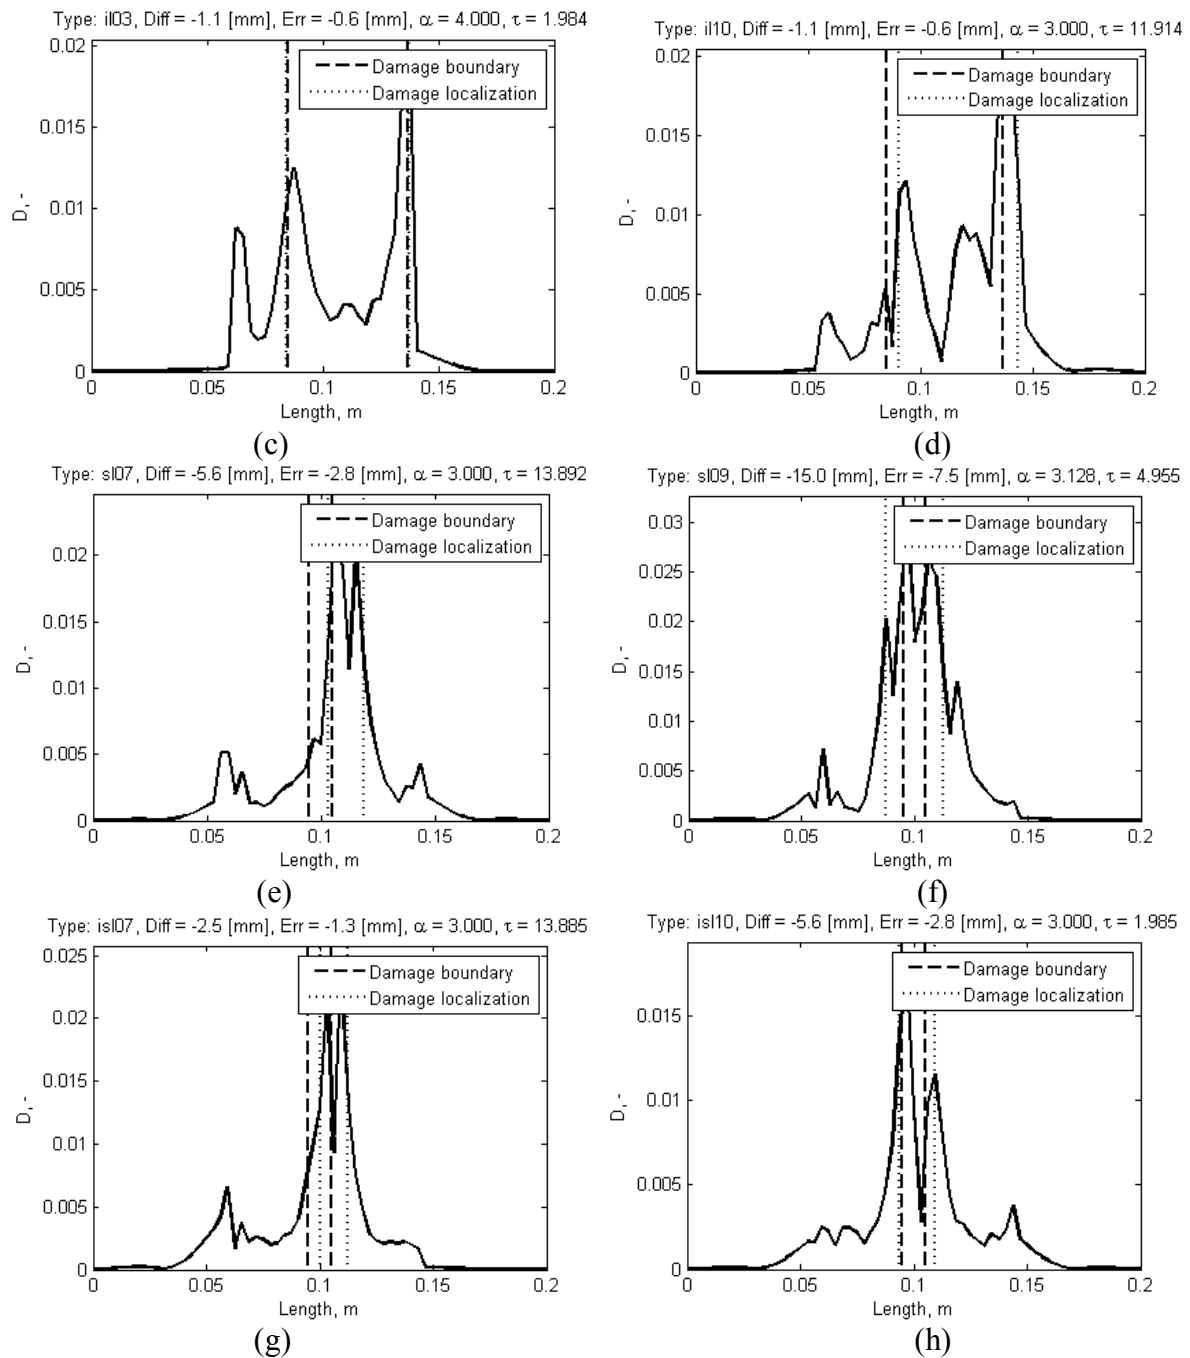 Type: il03, Diff = -1.1 [mm], Err = -0.6 [mm], α = 4.000, τ = 1.984
0.02
0.015
0.01
0.005
0
D, -
Damage boundary
Damage localization
0 0.05 0.1 0.15 0.2
Length, m
(c)
Type: il10, Diff = -1.1 [mm], Err = -0.6 [mm], α = 3.000, τ = 11.914
0.02
0.015
0.01
0.005
0
D, -
Damage boundary
Damage localization
0 0.05 0.1 0.15 0.2
Length, m
(d)
Type: sl07, Diff = -5.6 [mm], Err = -2.8 [mm], α = 3.000, τ = 13.892
0.02
0.015
0.01
0.005
0
D, -
Damage boundary
Damage localization
0 0.05 0.1 0.15 0.2
Length, m
(e)
Type: sl09, Diff = -15.0 [mm], Err = -7.5 [mm], α = 3.128, τ = 4.955
0.03
0.025
0.02
0.015
0.01
0.005
0
D, -
Damage boundary
Damage localization
0 0.05 0.1 0.15 0.2
Length, m
(f)
Type: isl07, Diff = -2.5 [mm], Err = -1.3 [mm], α = 3.000, τ = 13.885
0.025
0.02
0.015
0.01
0.005
0
D, -
Damage boundary
Damage localization
0 0.05 0.1 0.15 0.2
Length, m
(g)
Type: isl10, Diff = -5.6 [mm], Err = -2.8 [mm], α = 3.000, τ = 1.985
0.015
0.01
0.005
0
D, -
Damage boundary
Damage localization
0 0.05 0.1 0.15 0.2
Length, m
(h)